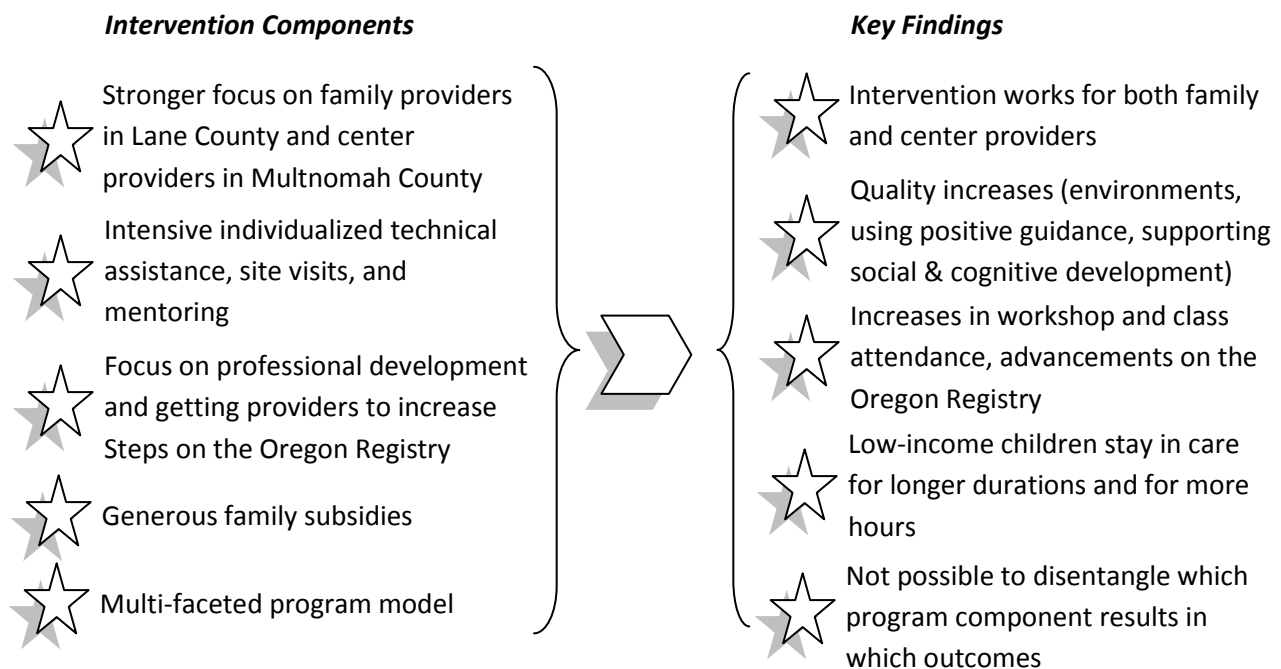 Intervention Components
Stronger focus on family providers
in Lane County and center
providers in Multnomah County
Intensive individualized technical
assistance, site visits, and
mentoring
Focus on professional development
and getting providers to increase
Steps on the Oregon Registry
Generous family subsidies
Multi-faceted program model
Key Findings
Intervention works for both family
and center providers
Quality increases (environments,
using positive guidance, supporting
social & cognitive development)
Increases in workshop and class
attendance, advancements on the
Oregon Registry
Low-income children stay in care
for longer durations and for more
hours
Not possible to disentangle which
program component results in
which outcomes